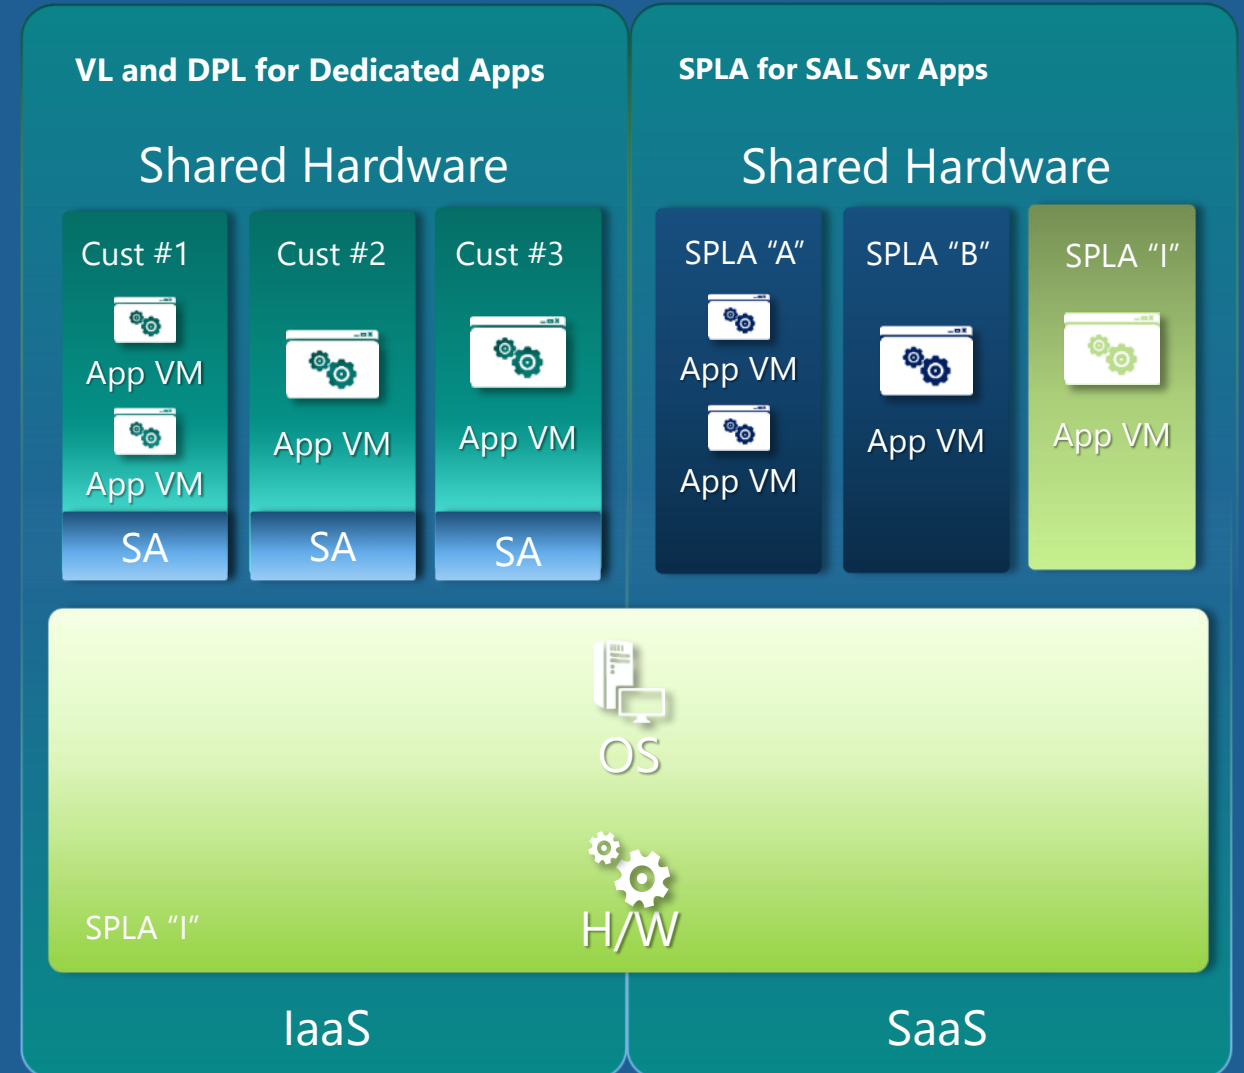 VL and DPL for Dedicated Apps
Shared Hardware
Cust #1
App VM
App VM
SA
Cust #2
App VM
SA
Cust #3
App VM
SA
SPLA for SAL Svr Apps
Shared Hardware
SPLA “A”
App VM
App VM
SPLA “B”
App VM
SPLA “I”
App VM
OS
H/W
SPLA “I”
IaaS
SaaS